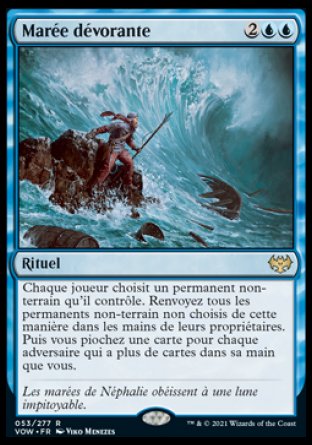 Marée dévorante 2
Rituel
Chaque joueur choisit un permanent non-
terrain qu'il contrôle. Renvoyez tous les
permanents non-terrain non choisis de cette
manière dans les mains de leurs propriétaires.
Puis vous piochez une carte pour chaque
adversaire qui a plus de cartes dans sa main
que vous.
Les marées de Néphalie obéissent à une lune
impitoyable.
053/277 R
VOW • FR Viko Menezes
™ & © 2021 Wizards of the Coast